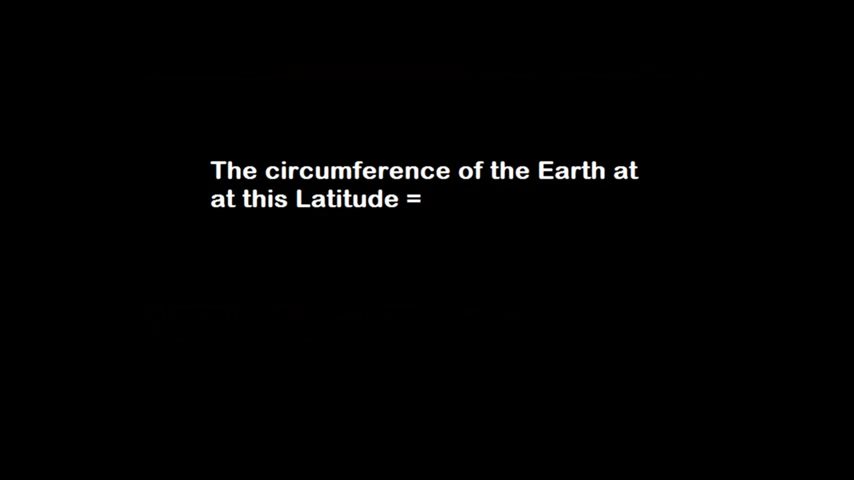 The circumference of the Earth at
at this Latitude =